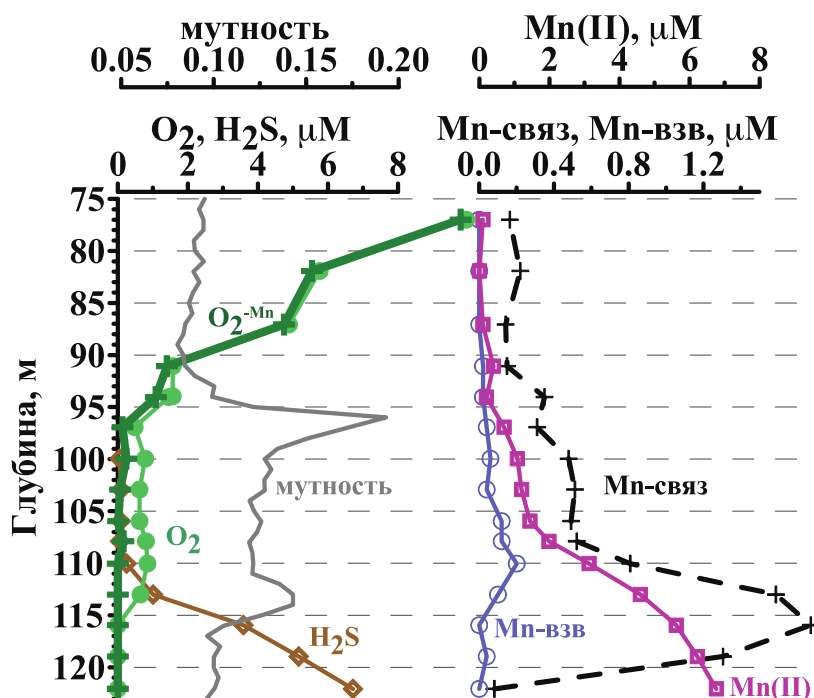 мутность
0.05 0.10 0.15 0.20
O2, H2S, μM
0 2 4 6 8
Mn(II), μM
0 2 4 6 8
Mn-связ, Mn-взв, μM
0.0 0.4 0.8 1.2
Глубина, м
75
80
85
90
95
100
105
110
115
120
O2-Mn
мутность
O2
H2S
Mn-связ
Mn-взв
Mn(II)